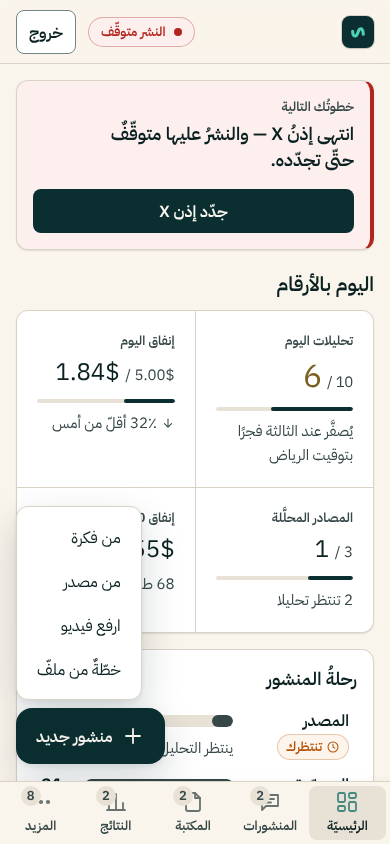 النشر متوقّف
خروج
خطوتُك التالية
انتهى إذنُ X — والنشرُ عليها متوقّفٌ
حتّى تجدّده.
جدّد إذن X
اليوم بالأرقام
تحليلات اليوم
6 / 10
يُصفَّر عند الثالثة فجرًا
بتوقيت الرياض
إنفاق اليوم
1.84$ / 5.00$
↓ 32٪ أقلّ من أمس
المصادر المحلَّلة
1 / 3
2 تنتظر تحليلا
من فكرة
من مصدر
ارفع فيديو
خطّةٌ من ملفّ
رحلةُ المنشور
المصدر
تنتظرك
ينتظر التحليل
منشور جديد
الرئيسيّة
2 المنشورات
2 المكتبة
2 النتائج
8 المزيد